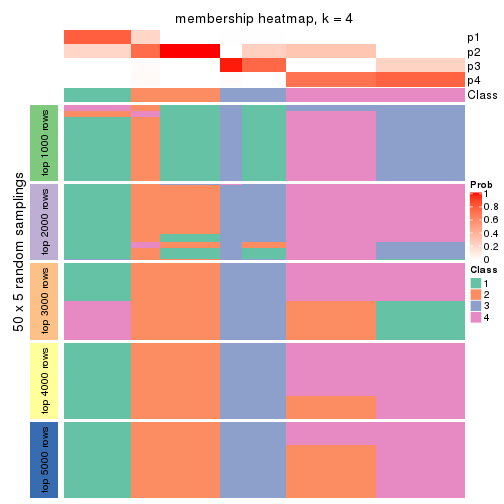 membership heatmap, k = 4
p1
p2
p3
p4
Class
50 x 5 random samplings
top 1000 rows
top 2000 rows
top 3000 rows
top 4000 rows
top 5000 rows
Prob
1
0.8
0.6
0.4
0.2
0
Class
1
2
3
4